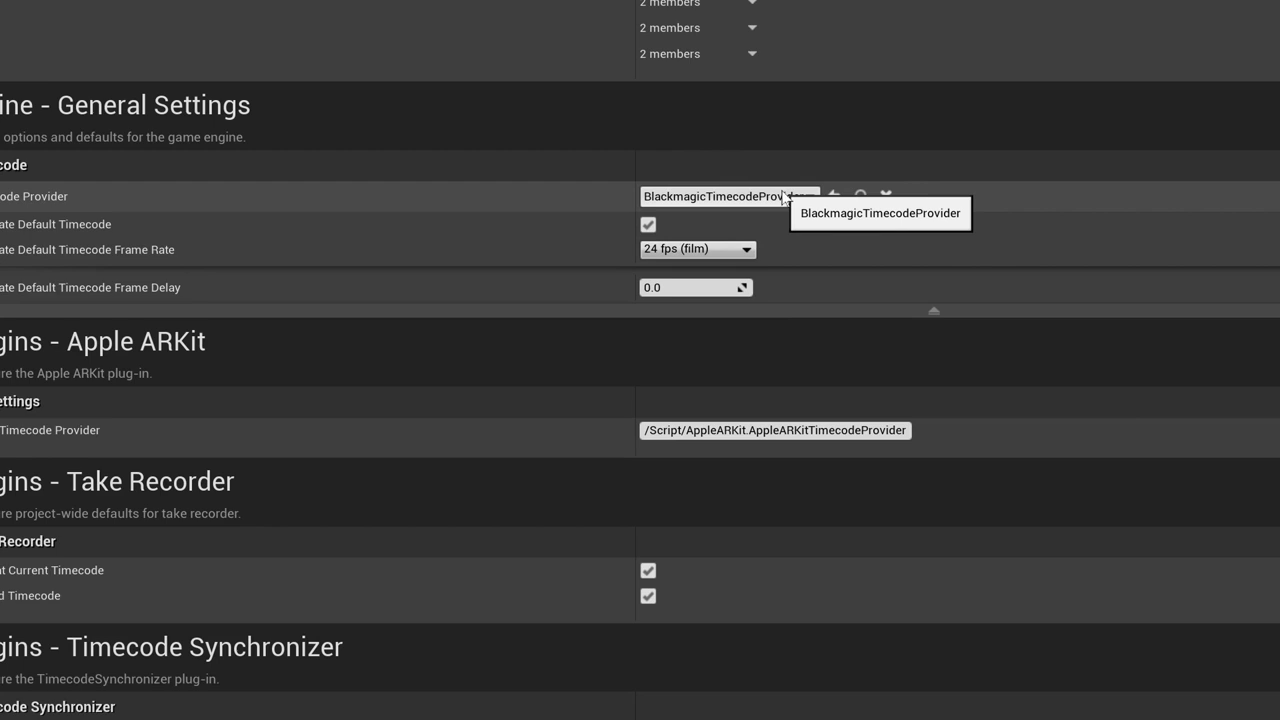 2 members
2 members
2 members
ine - General Settings
options and defaults for the game engine.
code
ode Provider
BlackmagicTimecodeProvider
BlackmagicTimecodeProvider
ate Default Timecode
ate Default Timecode Frame Rate
24 fps (film)
ate Default Timecode Frame Delay
0.0
gins - Apple ARKit
re the Apple ARKit plug-in.
ettings
Timecode Provider
/Script/AppleARKit.AppleARKitTimecodeProvider
gins - Take Recorder
re project-wide defaults for take recorder.
Recorder
t Current Timecode
d Timecode
gins - Timecode Synchronizer
re the TimecodeSynchronizer plug-in.
code Synchronizer